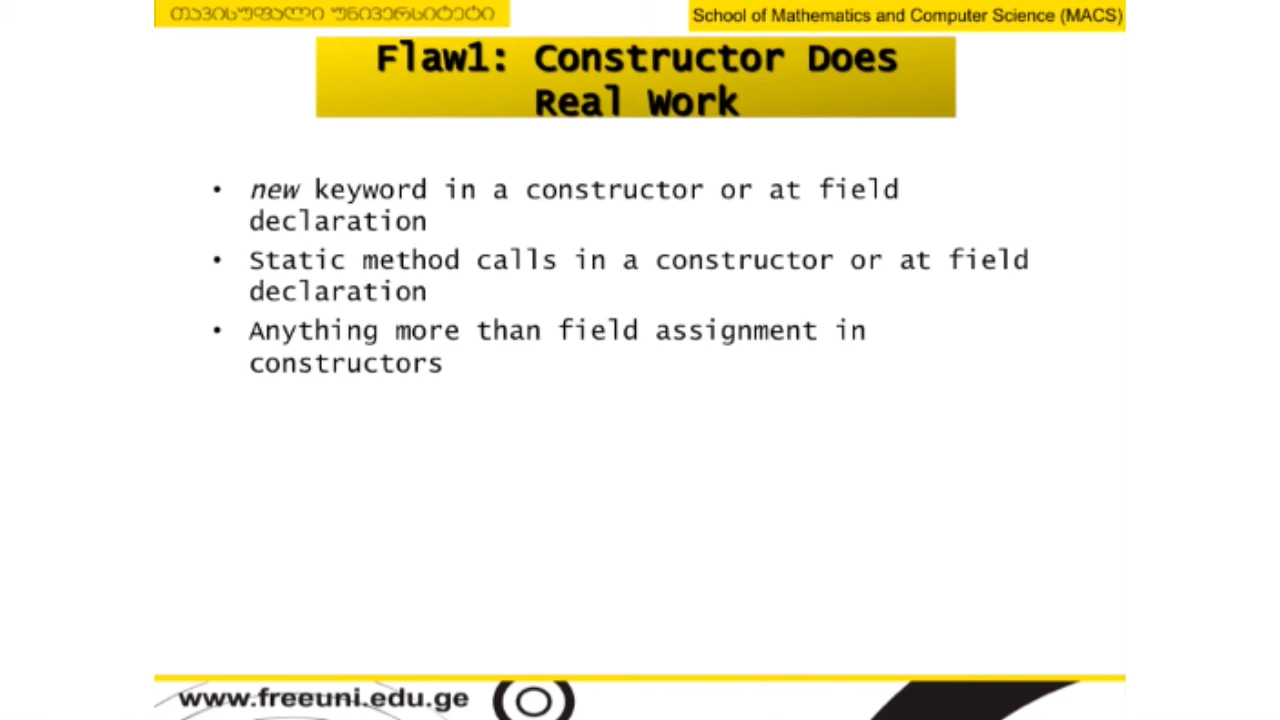 თავისუფალი უნივერსიტეტი
School of Mathematics and Computer Science (MACS)
Flaw1: Constructor Does
Real Work
• new keyword in a constructor or at field
declaration
• Static method calls in a constructor or at field
declaration
• Anything more than field assignment in
constructors
www.freeuni.edu.ge